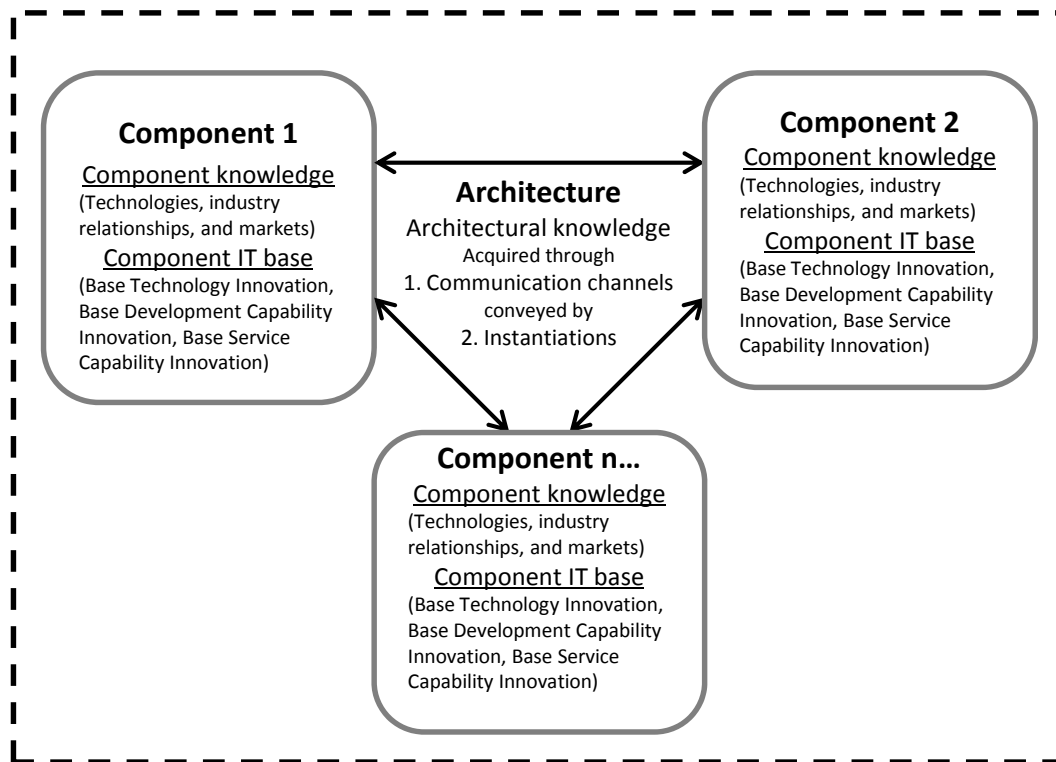 Component 1
Component knowledge
(Technologies, industry
relationships, and markets)
Component IT base
(Base Technology Innovation,
Base Development Capability
Innovation, Base Service
Capability Innovation)
Architecture
Architectural knowledge
Acquired through
1. Communication channels
conveyed by
2. Instantiations
Component 2
Component knowledge
(Technologies, industry
relationships, and markets)
Component IT base
(Base Technology Innovation,
Base Development Capability
Innovation, Base Service
Capability Innovation)
Component n…
Component knowledge
(Technologies, industry
relationships, and markets)
Component IT base
(Base Technology Innovation,
Base Development Capability
Innovation, Base Service
Capability Innovation)